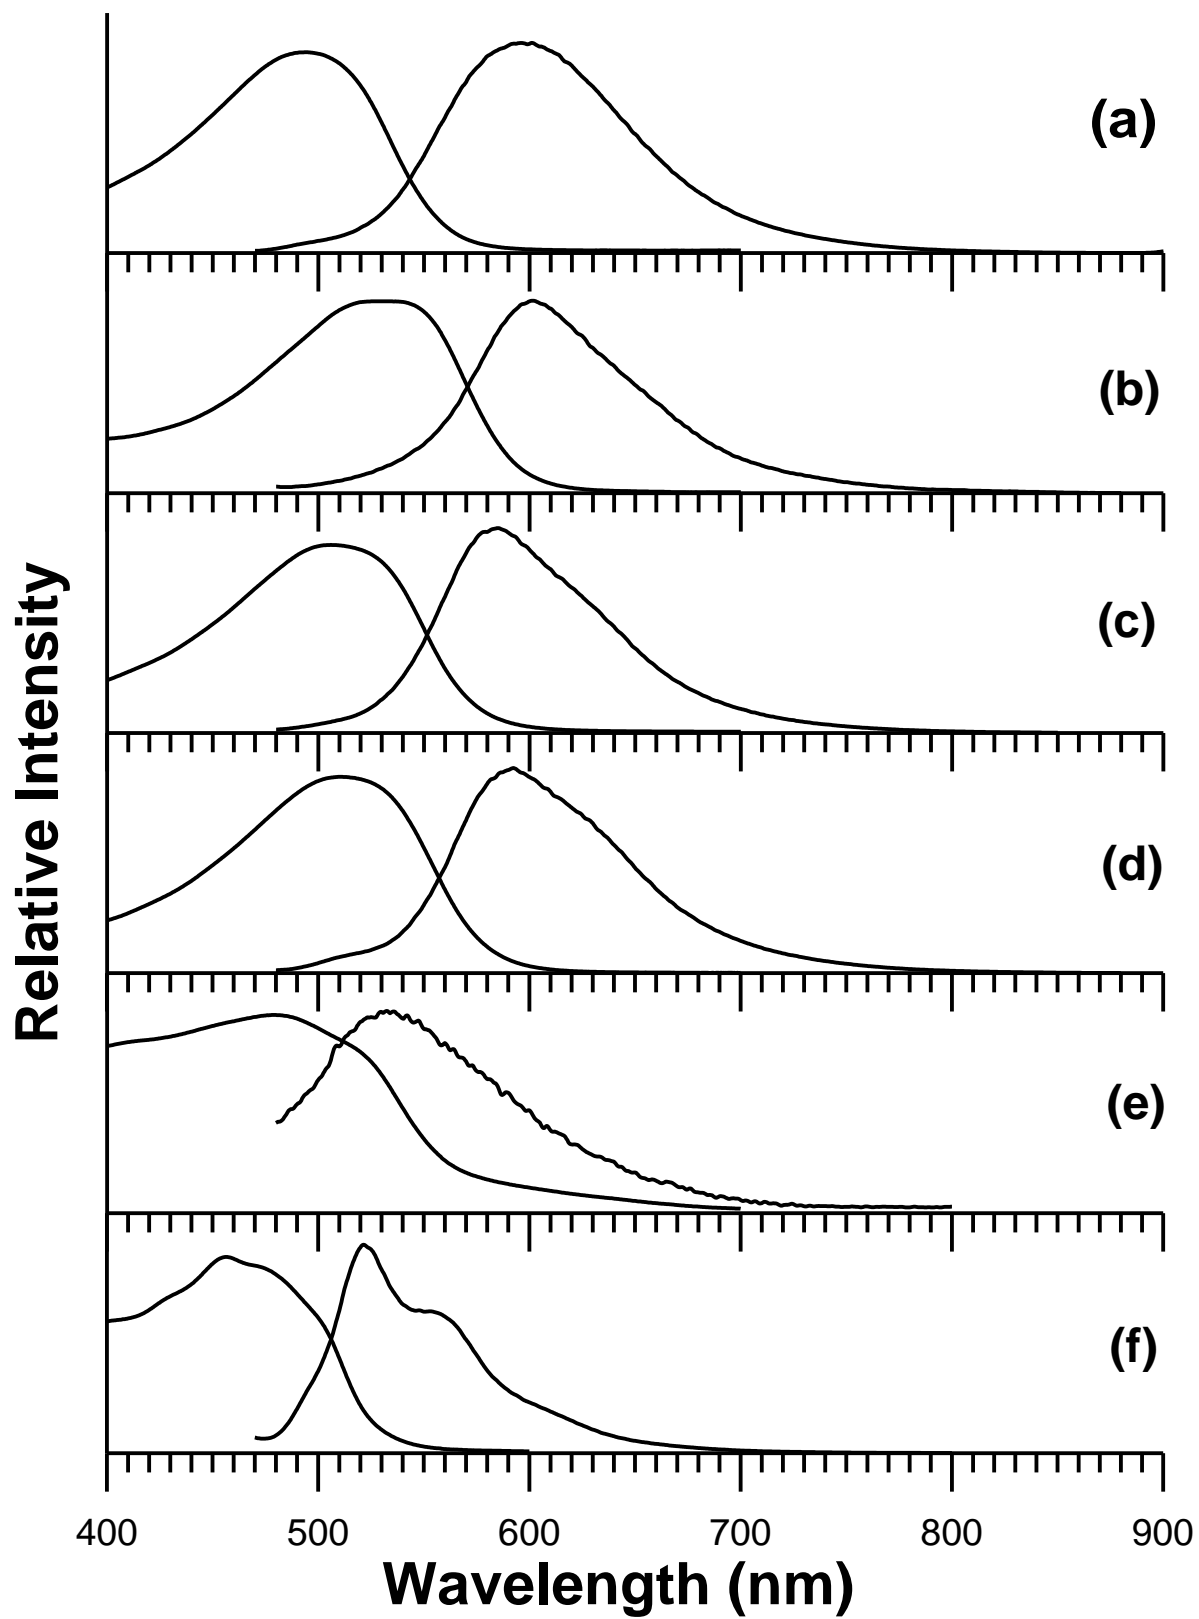 (a)
(b)
(c)
(d)
(e)
(f)
Relative Intensity
400 500 600 700 800 900
Wavelength (nm)